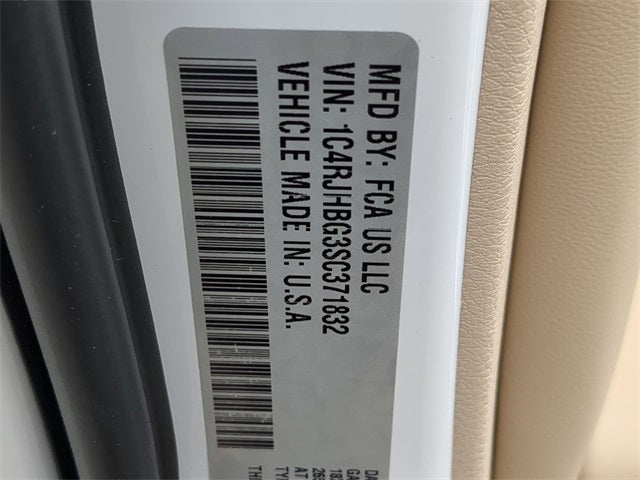 MFD BY: FCA US LLC
VIN: 1C4RJHBG3SC371832
VEHICLE MADE IN: U.S.A.